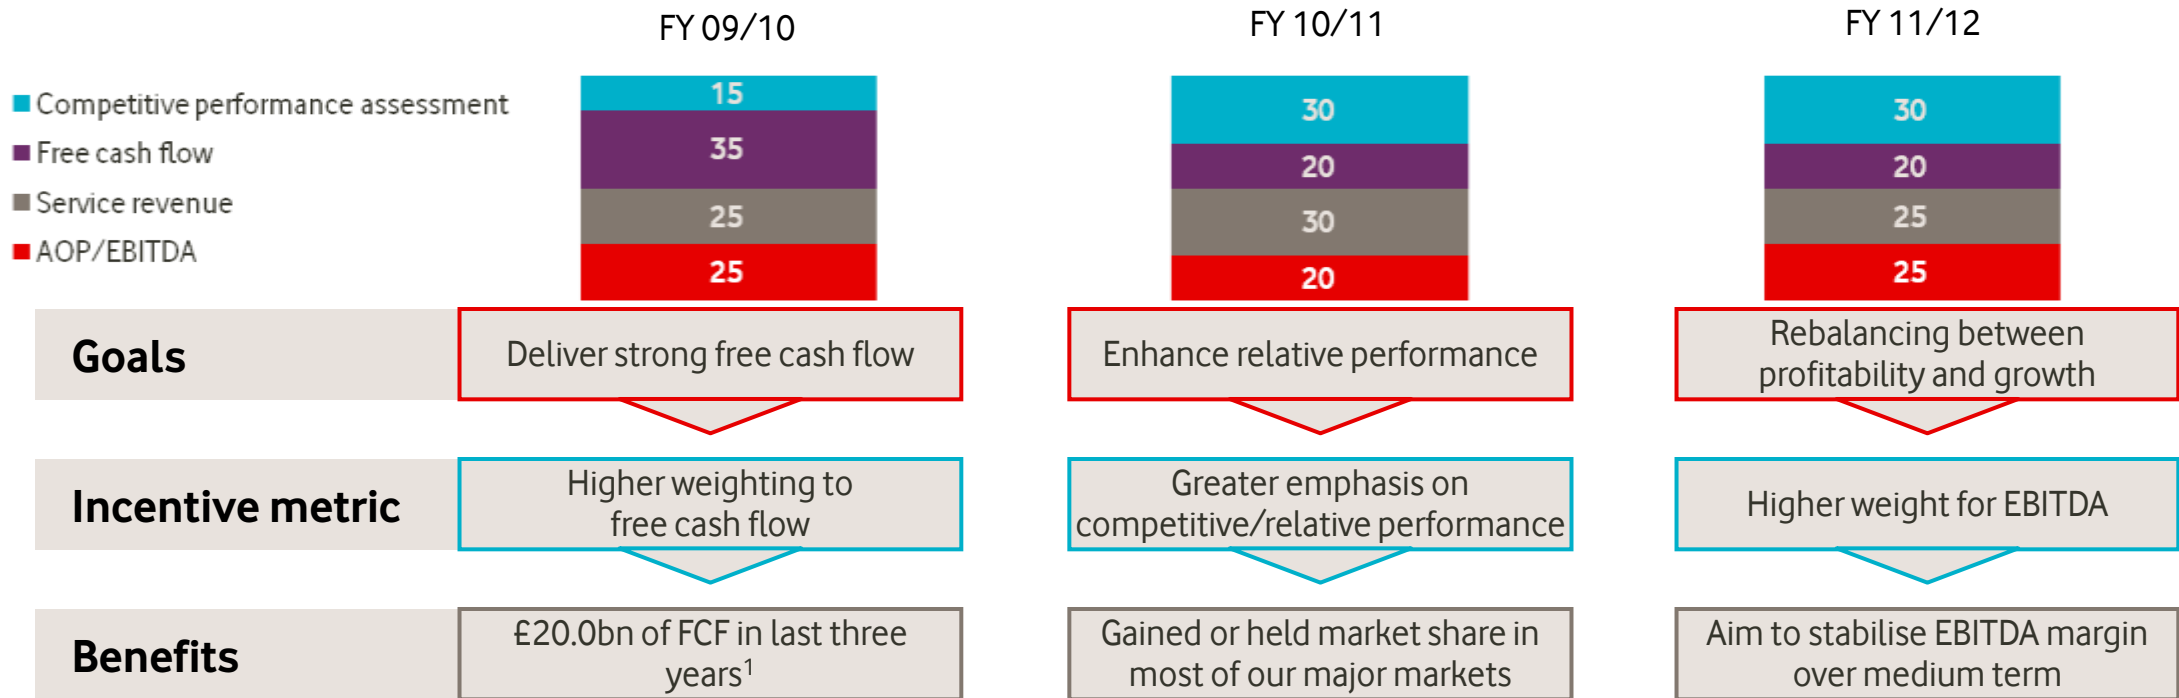 FY 09/10
FY 10/11
FY 11/12
Competitive performance assessment
Free cash flow
Service revenue
AOP/EBITDA
15
35
25
25
30
20
30
20
30
20
25
25
Goals
Deliver strong free cash flow
Enhance relative performance
Rebalancing between
profitability and growth
Incentive metric
Higher weighting to
free cash flow
Greater emphasis on
competitive/relative performance
Higher weight for EBITDA
Benefits
£20.0bn of FCF in last three
years¹
Gained or held market share in
most of our major markets
Aim to stabilise EBITDA margin
over medium term